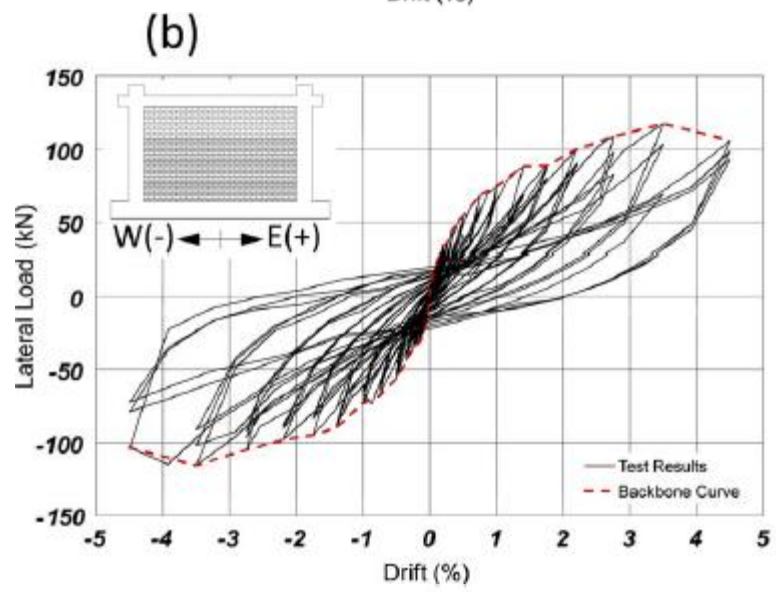 (b)
150
100
50
0
-50
-100
-150
Lateral Load (kN)
W(-) E(+)
Test Results
Backbone Curve
-5 -4 -3 -2 -1 0 1 2 3 4 5
Drift (%)